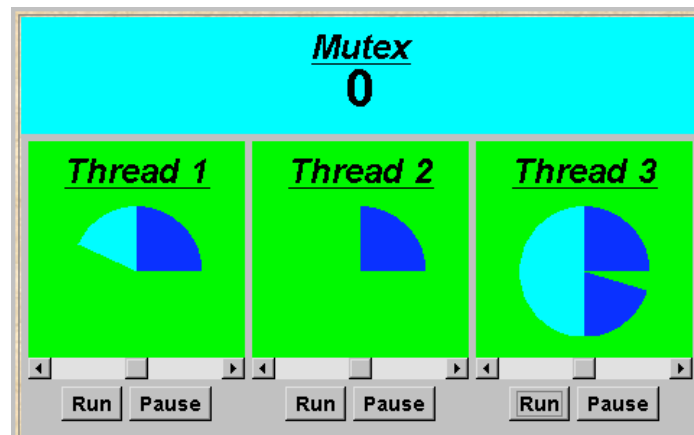 Mutex
0
Thread 1 Thread 2 Thread 3
Run Pause Run Pause Run Pause